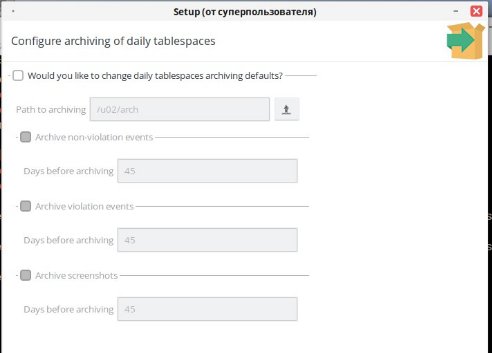 Setup (от суперпользователя)
Configure archiving of daily tablespaces
Would you like to change daily tablespaces archiving defaults?
Path to archiving /u02/arch
Archive non-violation events
Days before archiving 45
Archive violation events
Days before archiving 45
Archive screenshots
Days before archiving 45